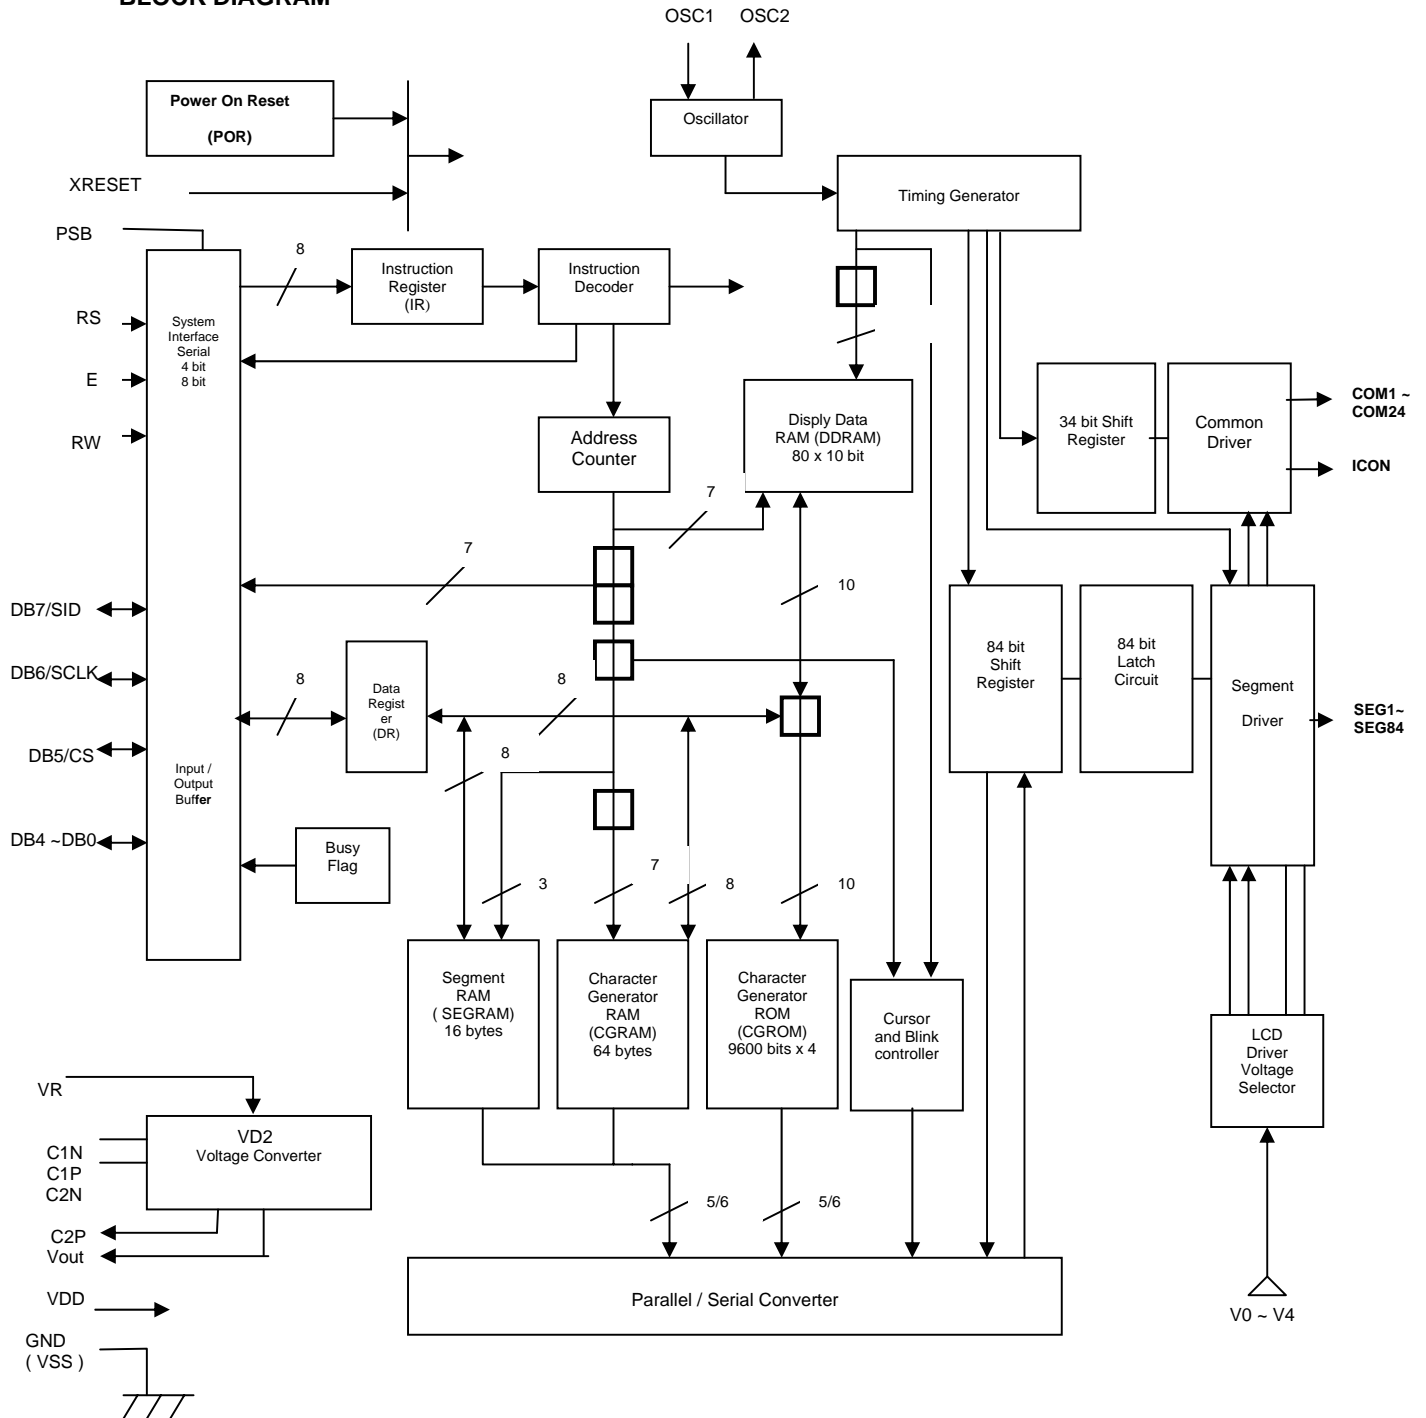 BLOCK DIAGRAM
OSC1 OSC2
Power On Reset
(POR)
Oscillator
XRESET
Timing Generator
PSB
8
Instruction
Register
(IR)
Instruction
Decoder
RS
System
Interface
Serial
4 bit
8 bit
E
RW
Address
Counter
Disply Data
RAM (DDRAM)
80 x 10 bit
34 bit Shift
Register
Common
Driver
COM1 ~
COM24
ICON
7
7
10
DB7/SID
DB6/SCLK
8
Data
Regist
er
(DR)
8
8
84 bit
Shift
Register
84 bit
Latch
Circuit
Segment
Driver
SEG1~
SEG84
DB5/CS
Input /
Output
Buffer
DB4 ~DB0
Busy
Flag
3
7
8
10
Segment
RAM
( SEGRAM)
16 bytes
Character
Generator
RAM
(CGRAM)
64 bytes
Character
Generator
ROM
(CGROM)
9600 bits x 4
Cursor
and Blink
controller
LCD
Driver
Voltage
Selector
VR
VD2
Voltage Converter
C1N
C1P
C2N
C2P
Vout
5/6
5/6
VDD
Parallel / Serial Converter
V0 ~ V4
GND
( VSS )